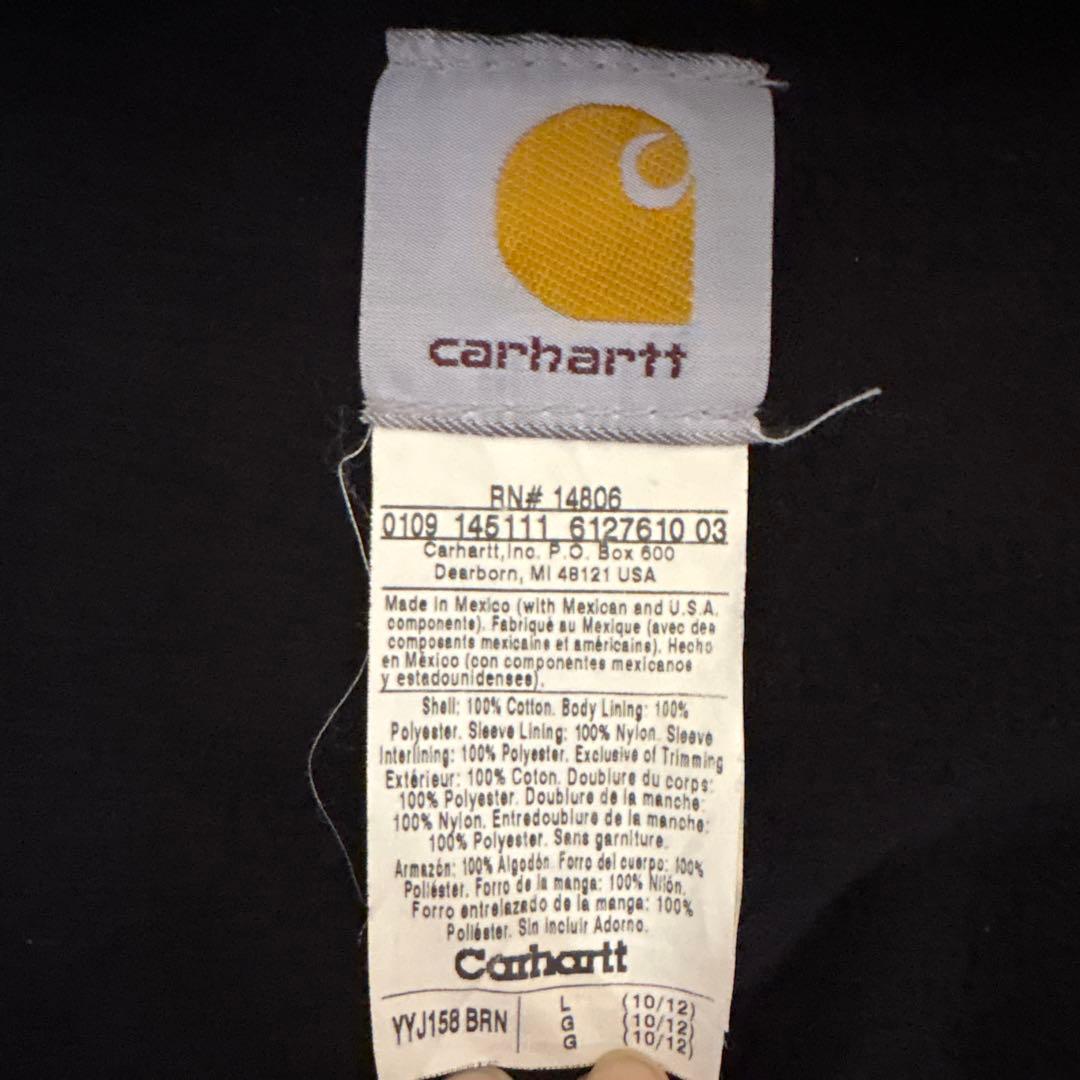 carhartt
RN# 14806
0109 145111 6127610 03
Carhartt,Inc. P.O. Box 600
Dearborn, MI 48121 USA
Made in Mexico (with Mexican and U.S.A.
components). Fabriqué au Mexique (avec des
composants mexicains et américains). Hecho
en México (con componentes mexicanos
y estadounidenses).
Shell: 100% Cotton. Body Lining: 100%
Polyester. Sleeve Lining: 100% Nylon. Sleeve
Interlining: 100% Polyester. Exclusive of Trimming
Extérieur: 100% Coton. Doublure du corps:
100% Polyester. Doublure de la manche:
100% Nylon. Entredoublure de la manche:
100% Polyester. Sans garniture.
Armazón: 100% Algodón. Forro del cuerpo: 100%
Poliéster. Forro de la manga: 100% Nilón.
Forro entrelazado de la manga: 100%
Poliéster. Sin incluir Adorno.
Carhartt
YYJ158 BRN L (10/12)
G (10/12)
G (10/12)